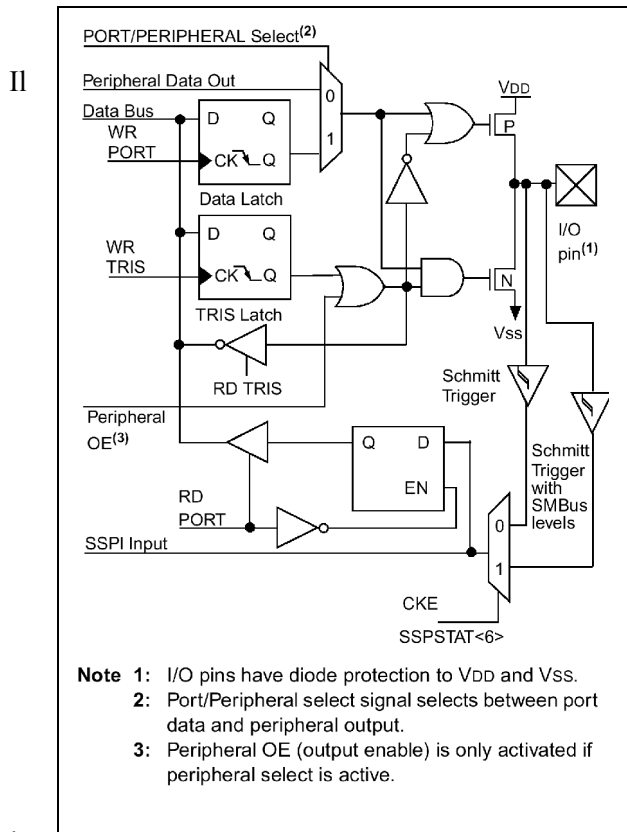 Il
PORT/PERIPHERAL Select(2)
Peripheral Data Out
Data Bus
WR
PORT
D Q
CK Q
Data Latch
0
1
VDD
P
I/O
pin(1)
WR
TRIS
D Q
CK Q
TRIS Latch
N
Vss
RD TRIS
Peripheral
OE(3)
Schmitt
Trigger
Schmitt
Trigger
with
SMBus
levels
Q D
EN
RD
PORT
SSPI Input
0
1
CKE
SSPSTAT<6>
Note 1: I/O pins have diode protection to VDD and VSS.
2: Port/Peripheral select signal selects between port
data and peripheral output.
3: Peripheral OE (output enable) is only activated if
peripheral select is active.